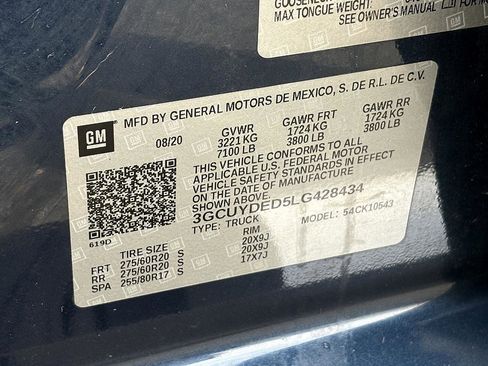 GOOSENECK
MAX TONGUE WEIGHT:
SEE OWNER'S MANUAL
GM
MFD BY GENERAL MOTORS DE MEXICO, S. DE R.L. DE C.V.
08/20 GVWR GAWR FRT GAWR RR
3221 KG 1724 KG 1724 KG
7100 LB 3800 LB 3800 LB
THIS VEHICLE CONFORMS TO ALL
APPLICABLE U.S. FEDERAL MOTOR
VEHICLE SAFETY STANDARDS IN EFFECT
ON THE DATE OF MANUFACTURE SHOWN ABOVE.
3GCUYDED5LG428434
TYPE: TRUCK MODEL: 54CK10543
619D
TIRE SIZE RIM
FRT 275/60R20 S 20X9J
RR 275/60R20 S 20X9J
SPA 255/80R17 S 17X7J